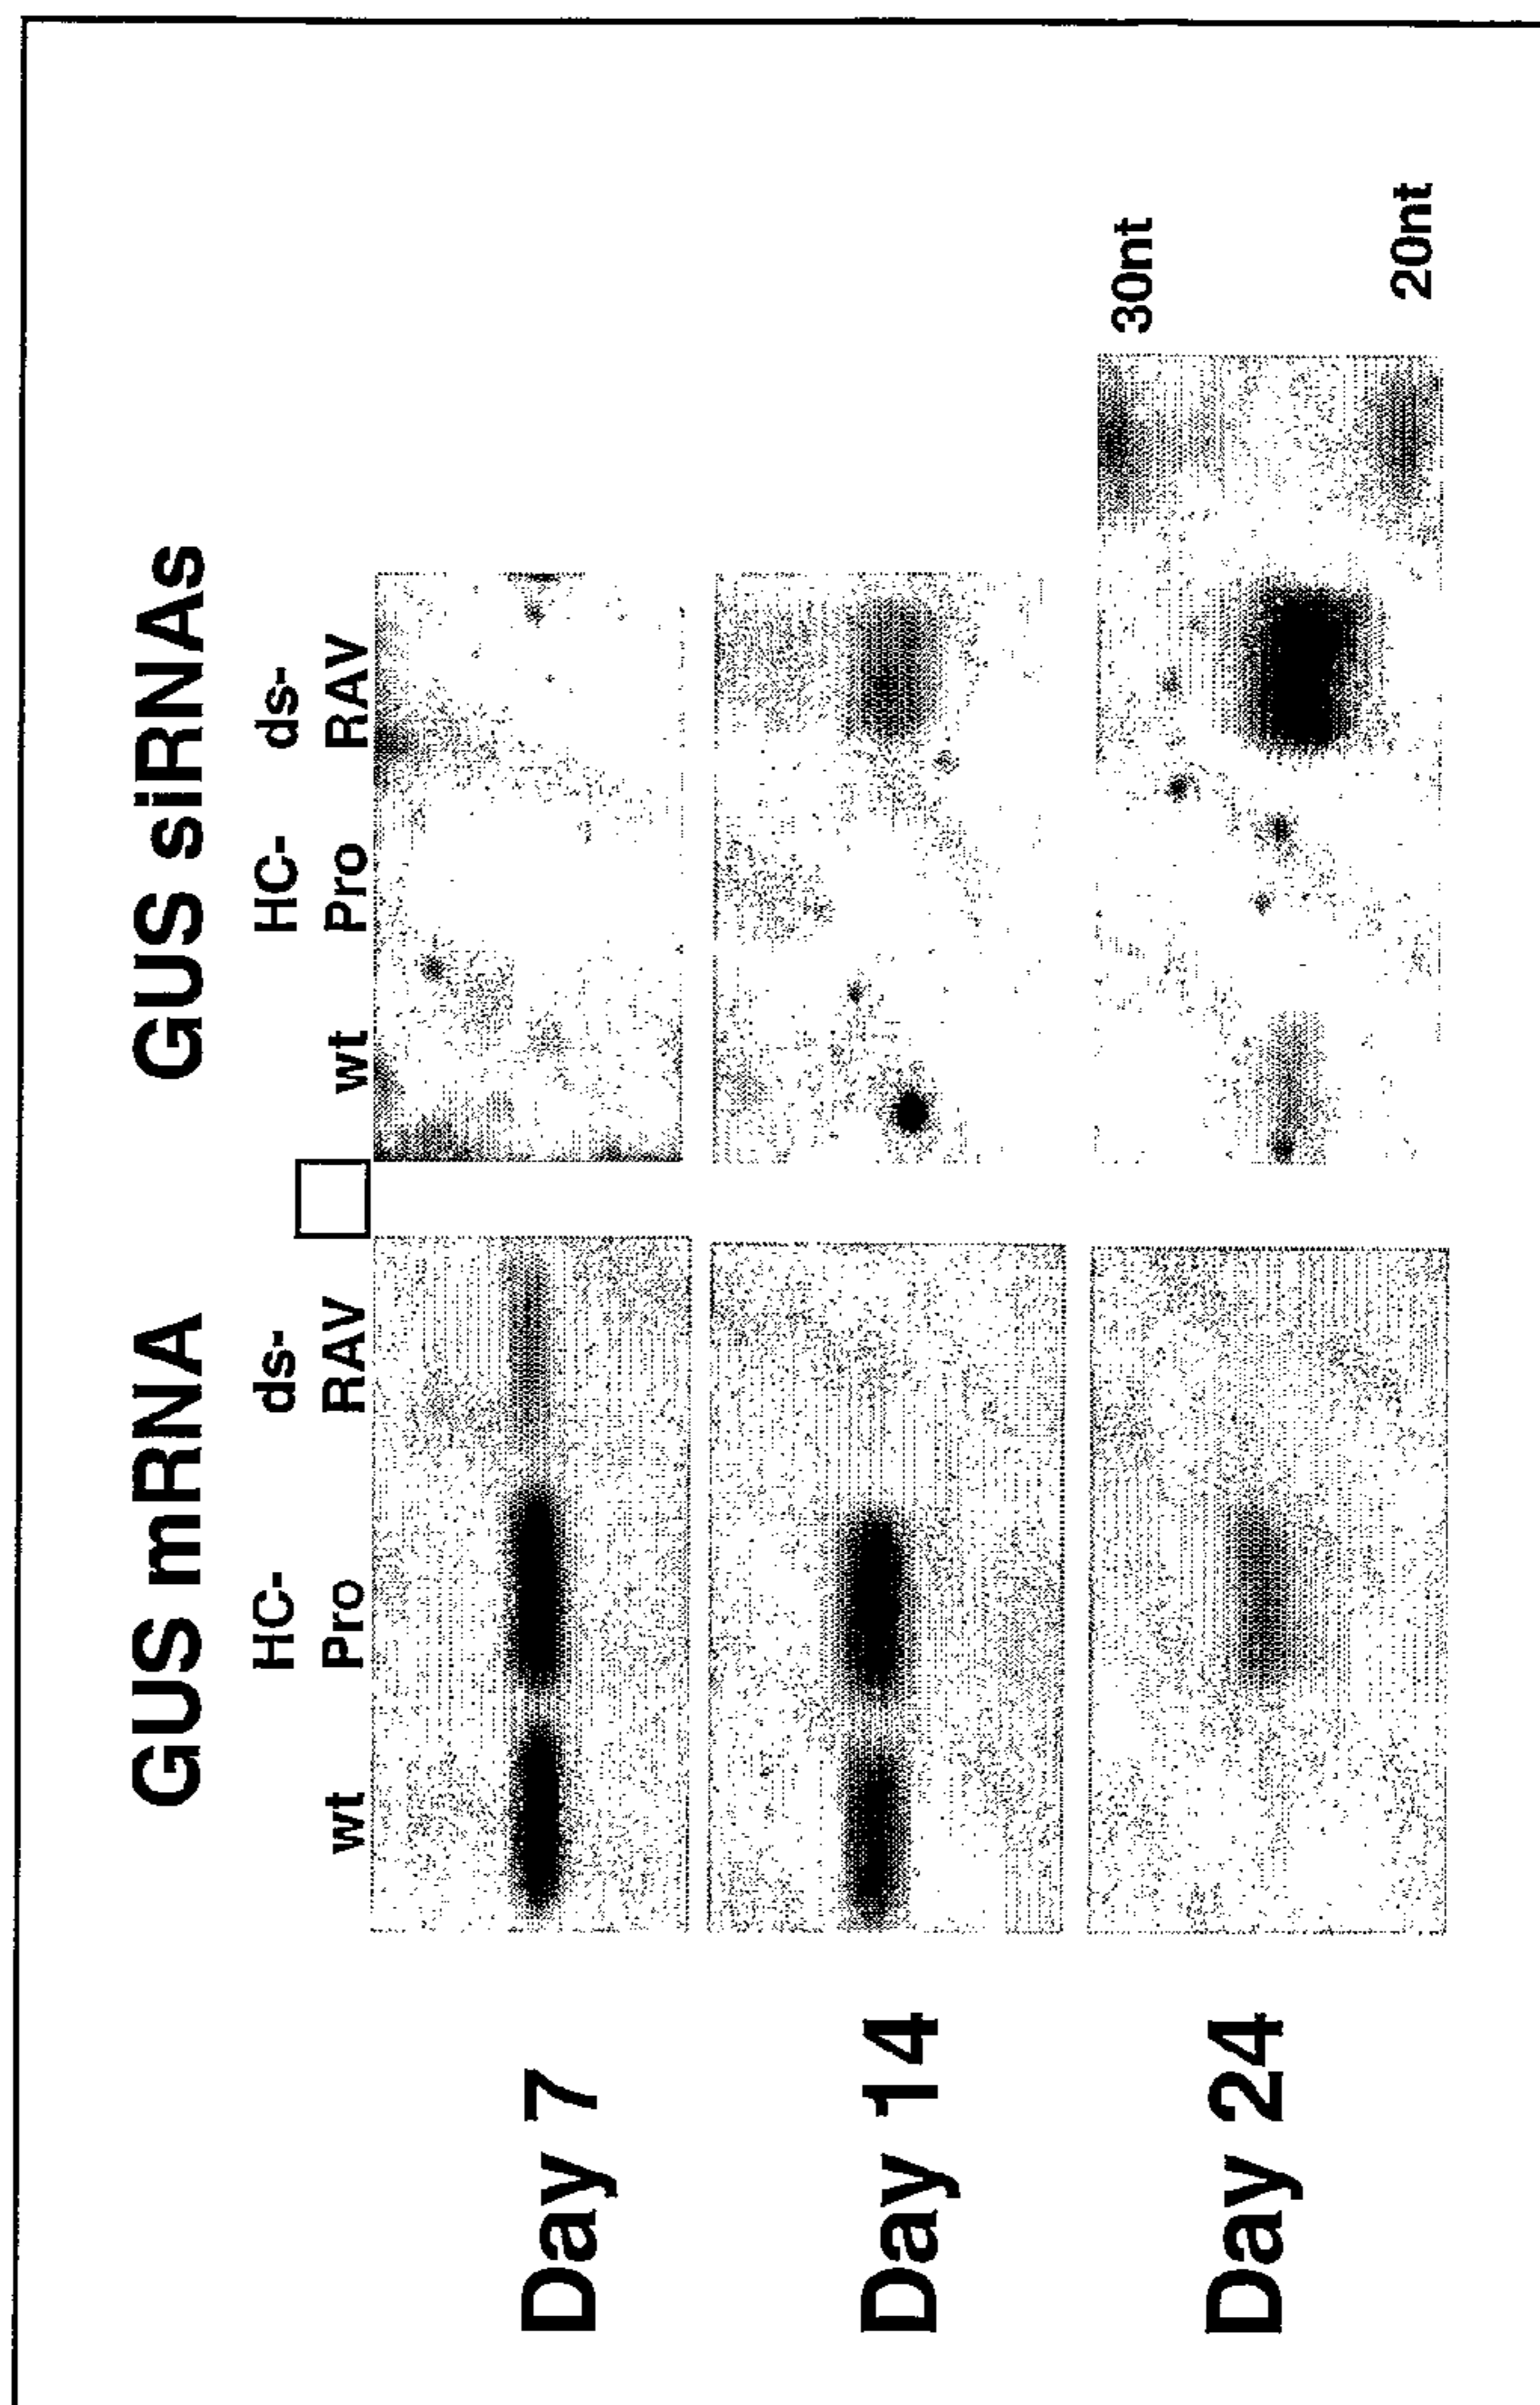 GUS mRNA GUS siRNAs
HC- ds- HC- ds-
wt Pro RAV wt Pro RAV
Day 7
Day 14
30nt
Day 24
20nt